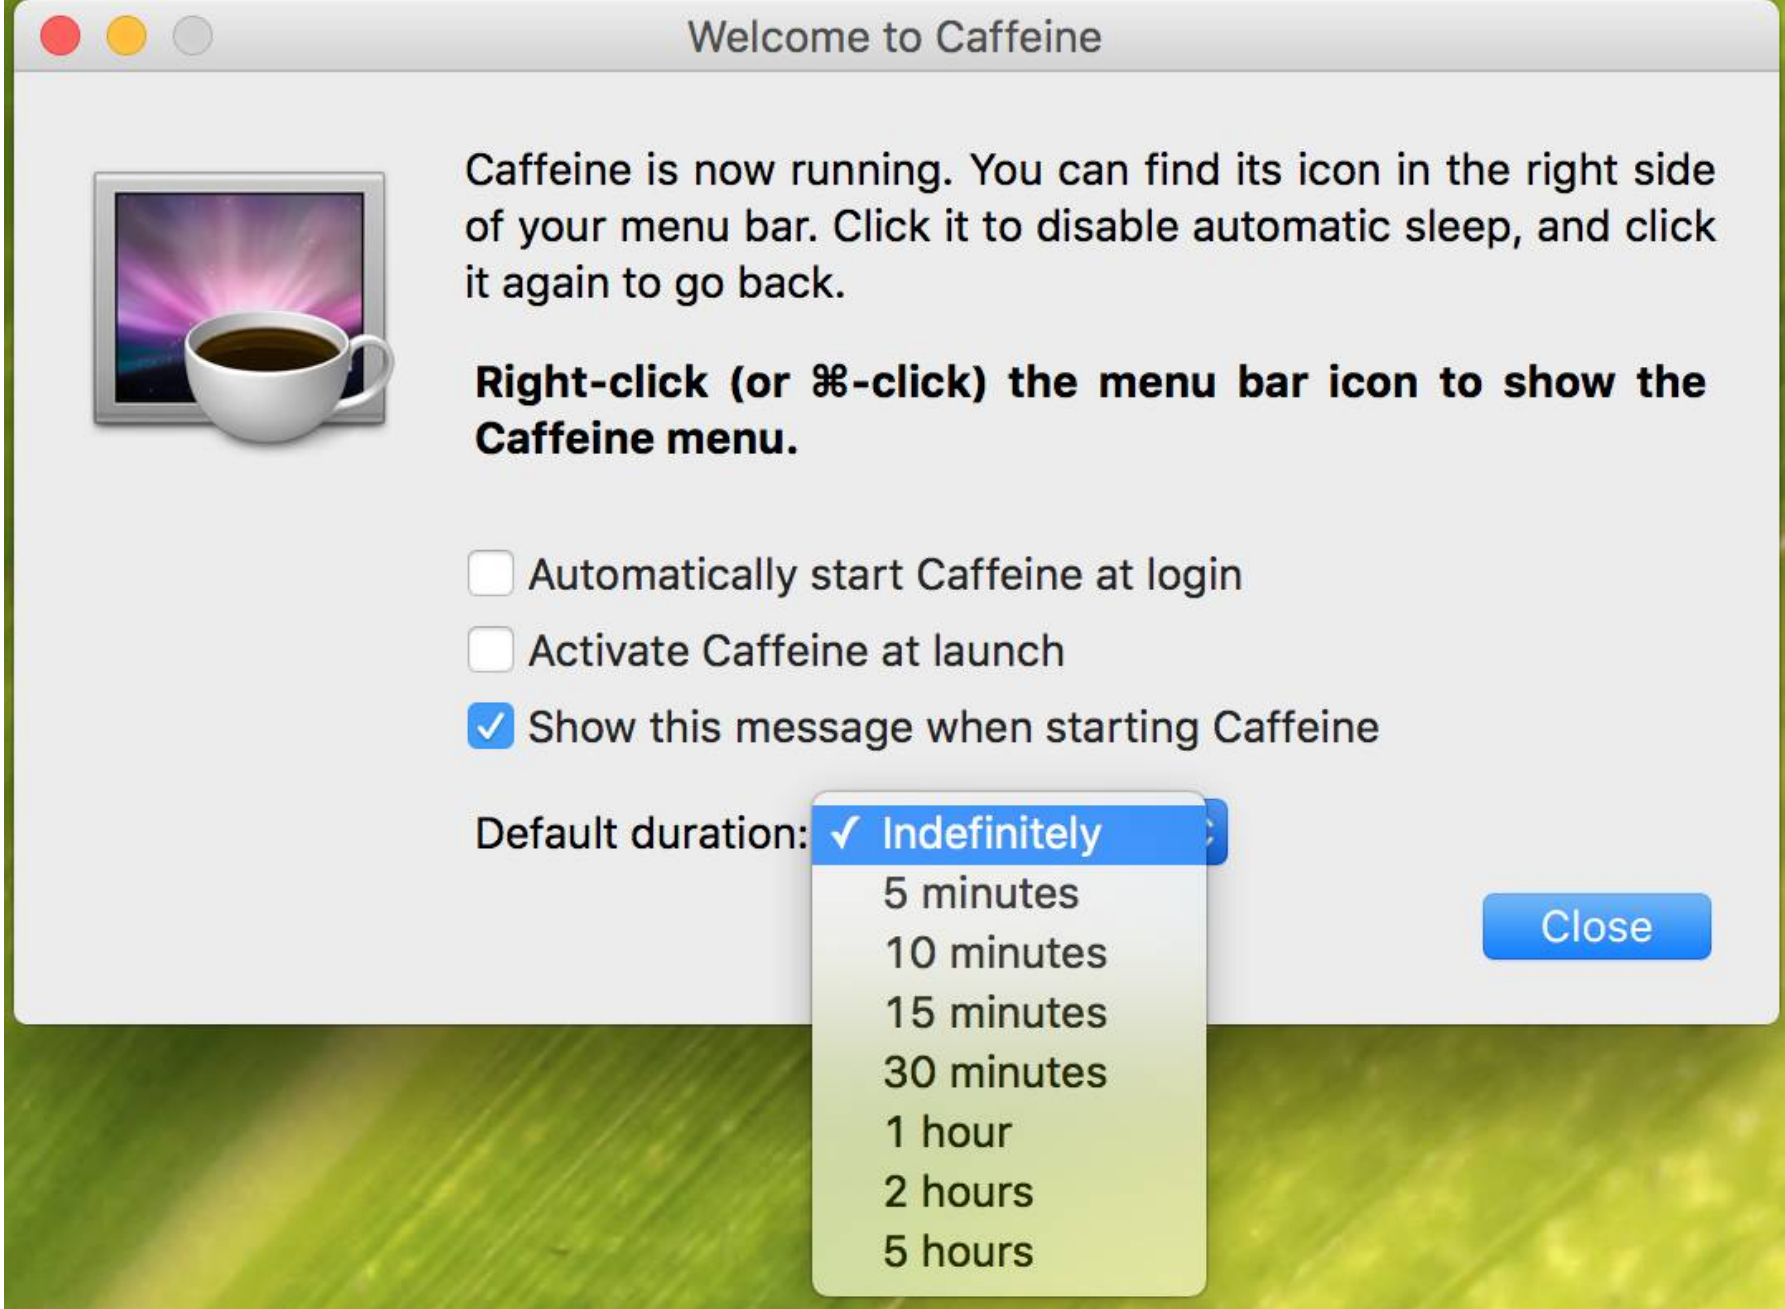 Welcome to Caffeine
Caffeine is now running. You can find its icon in the right side
of your menu bar. Click it to disable automatic sleep, and click
it again to go back.
Right-click (or ⌘-click) the menu bar icon to show the
Caffeine menu.
Automatically start Caffeine at login
Activate Caffeine at launch
Show this message when starting Caffeine
Default duration: ✓ Indefinitely
5 minutes
10 minutes
15 minutes
30 minutes
1 hour
2 hours
5 hours
Close